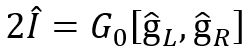 2Î = G₀[ĝ_L, ĝ_R]